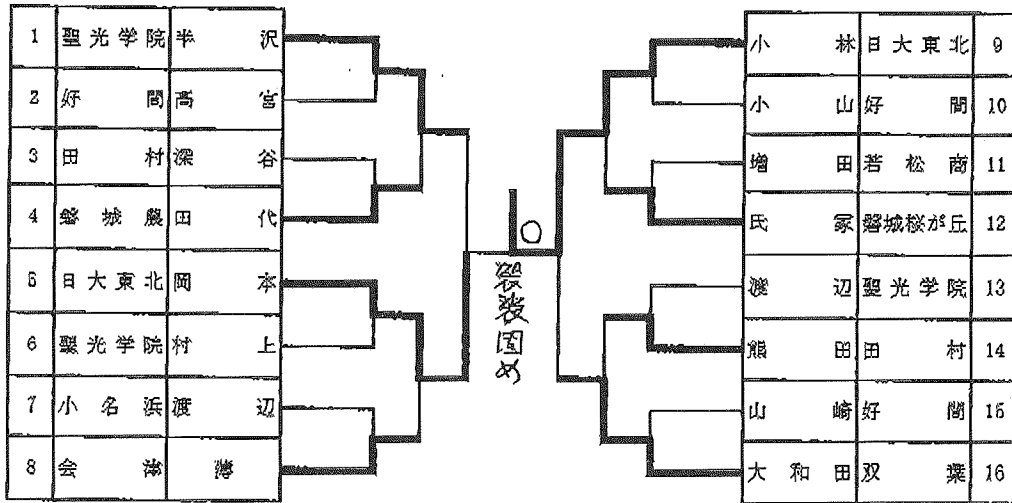 1 聖光学院 半沢
2 好間 高宮
3 田村 深谷
4 磐城農 田代
5 日大東北 岡本
6 聖光学院 村上
7 小名浜 渡辺
8 会津
小林 日大東北 9
小山 好間 10
増田 若松商 11
氏家 磐城桜が丘 12
渡辺 聖光学院 13
熊田 田村 14
山崎 好間 15
大和田 双葉 16
袈裟固め